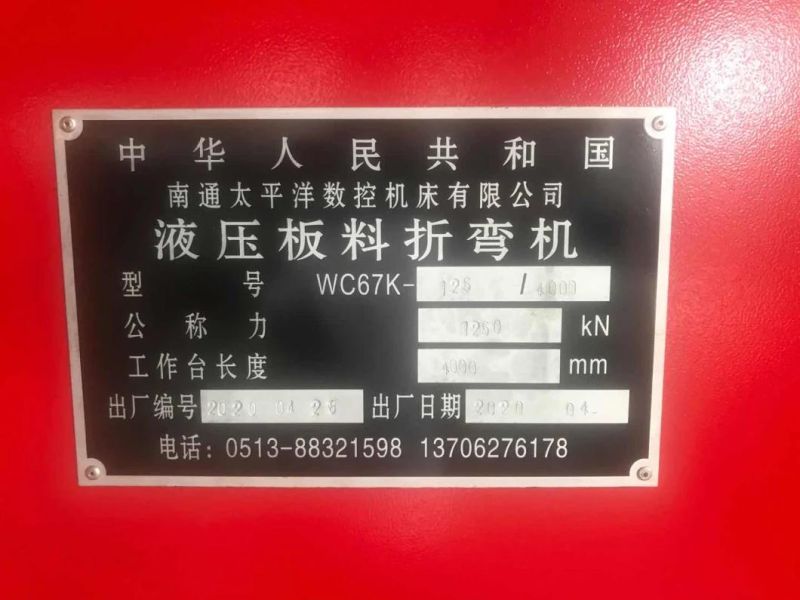 中华人民共和国
南通太平洋数控机床有限公司
液压板料折弯机
型号 WC67K-125/4000
公称力 1250 kN
工作台长度 4000 mm
出厂编号 2020 04 26 出厂日期 2020 04.
电话：0513-88321598 13706276178